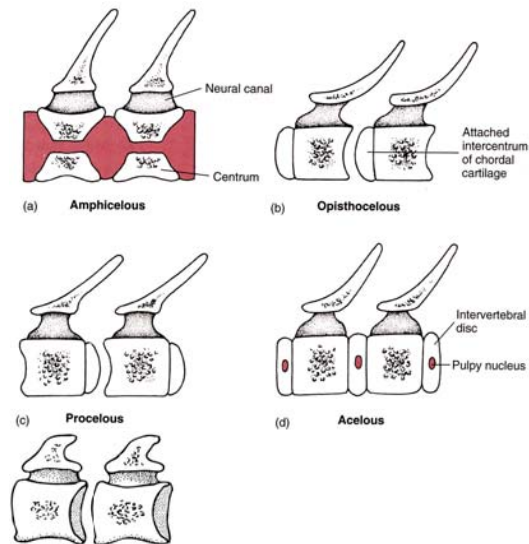 Neural canal
Centrum
(a) Amphicelous
Attached
intercentrum
of chordal
cartilage
(b) Opisthocelous
(c) Procelous
Intervertebral
disc
Pulpy nucleus
(d) Acelous